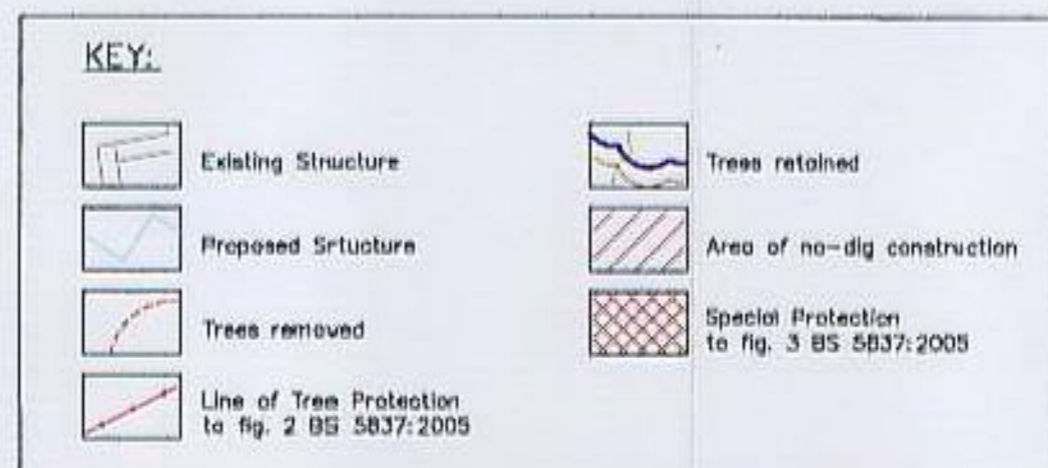 KEY:
Existing Structure
Proposed Srtucture
Trees removed
Line of Tree Protection
to fig. 2 BS 5837:2005
Trees retained
Area of no-dig construction
Special Protection
to fig. 3 BS 5837:2005